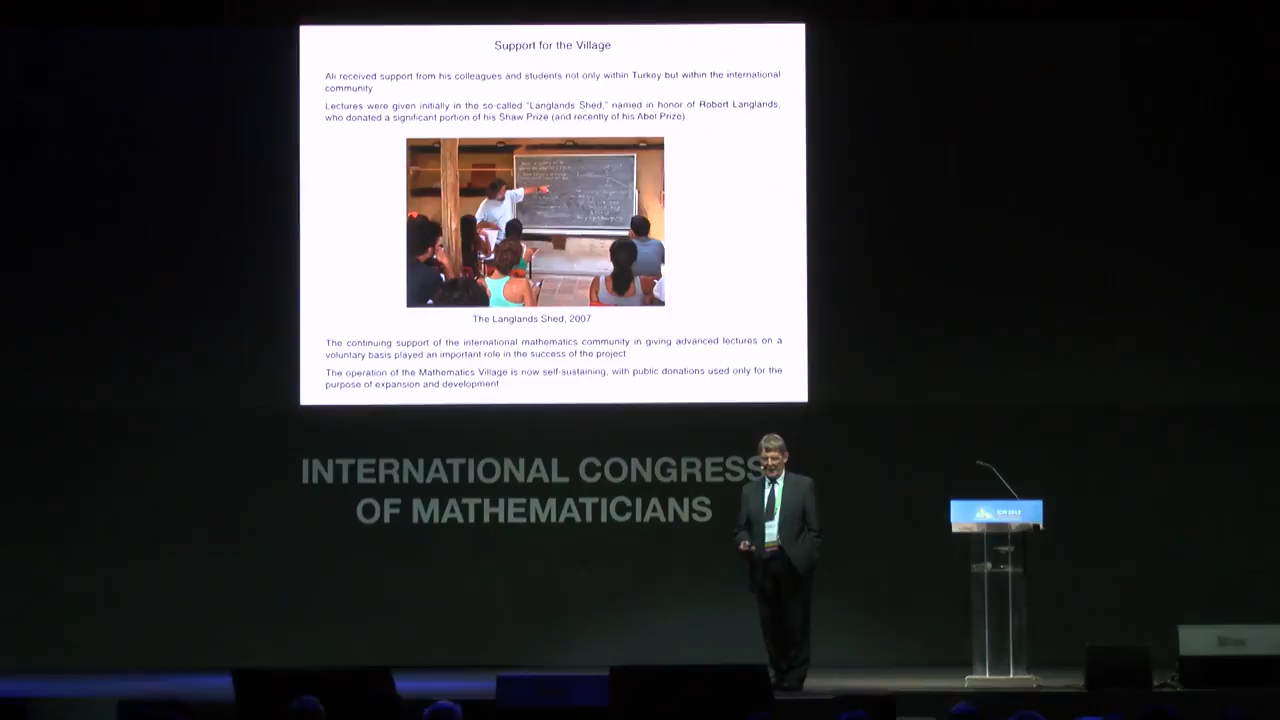 Support for the Village
Ali received support from his colleagues and students not only within Turkey but within the international
community
Lectures were given initially in the so-called “Langlands Shed,” named in honor of Robert Langlands,
who donated a significant portion of his Shaw Prize (and recently of his Abel Prize)
The Langlands Shed, 2007
The continuing support of the international mathematics community in giving advanced lectures on a
voluntary basis played an important role in the success of the project
The operation of the Mathematics Village is now self-sustaining, with public donations used only for the
purpose of expansion and development
INTERNATIONAL CONGRESS
OF MATHEMATICIANS
ICM 2018